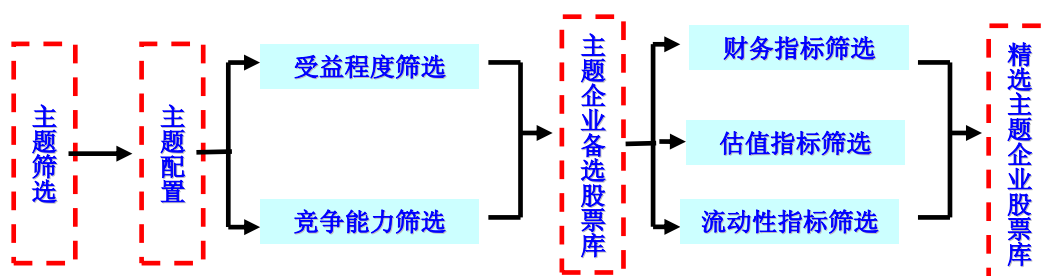 主题筛选
主题配置
受益程度筛选
竞争能力筛选
主题企业备选股票库
财务指标筛选
估值指标筛选
流动性指标筛选
精选主题企业股票库